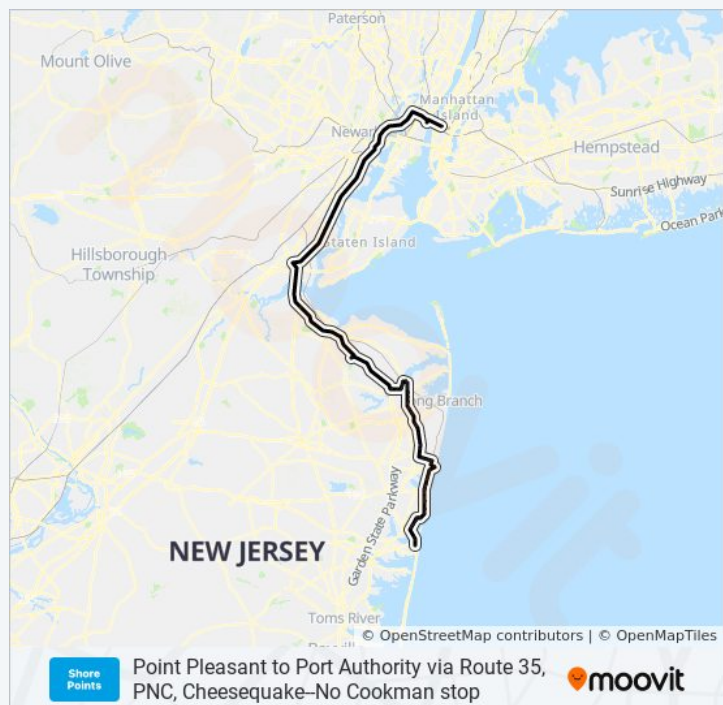 Paterson
Mount Olive
Manhattan
Island
Newark
Hempstead
Sunrise Highway
Ocean Park
Staten Island
Hillsborough
Township
Long Branch
Garden State Parkway
NEW JERSEY
Toms River
© OpenStreetMap contributors | © OpenMapTiles
Shore
Points
Point Pleasant to Port Authority via Route 35,
PNC, Cheesequake--No Cookman stop
moovit